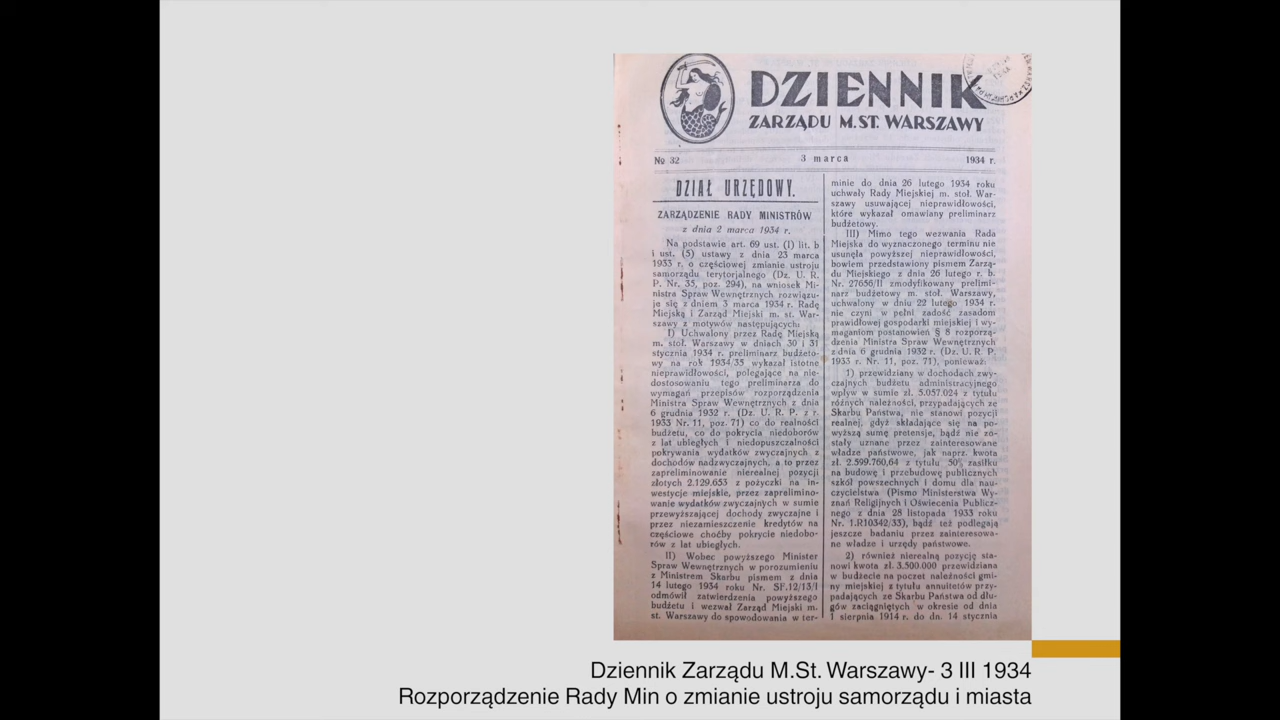 DZIENNIK
ZARZĄDU M.ST. WARSZAWY
№ 32 3 marca 1934 r.
DZIAŁ URZĘDOWY.
ZARZĄDZENIE RADY MINISTRÓW
z dnia 2 marca 1934 r.
Na podstawie art. 69 ust. (I) lit. b
i ust. (5) ustawy z dnia 23 marca
1933 r. o częściowej zmianie ustroju
samorządu terytorjalnego (Dz. U. R.
P. Nr. 35, poz. 294), na wniosek Mi-
nistra Spraw Wewnętrznych rozwiązu-
je się z dniem 3 marca 1934 r. Radę
Miejską i Zarząd Miejski m. st. War-
szawy z motywów następujących:
I) Uchwalony przez Radę Miejską
m. stoł. Warszawy w dniach 30 i 31
stycznia 1934 r. preliminarz budżeto-
wy na rok 1934/35 wykazał istotne
nieprawidłowości, polegające na nie-
dostosowaniu tego preliminarza do
wymagań przepisów rozporządzenia
Ministra Spraw Wewnętrznych z dnia
6 grudnia 1932 r. (Dz. U. R. P. z r.
1933 Nr. 11, poz. 71) co do realności
budżetu, co do pokrycia niedoborów
z lat ubiegłych i niedopuszczalności
pokrywania wydatków zwyczajnych z
dochodów nadzwyczajnych, a to przez
zapreliminowanie nierealnej pozycji
złotych 2.129.653 z pożyczki na in-
westycje miejskie, przez zaprelimino-
wanie wydatków zwyczajnych w sumie
przewyższającej dochody zwyczajne i
przez niezamieszczenie kredytów na
częściowe choćby pokrycie niedobo-
rów z lat ubiegłych.
II) Wobec powyższego Minister
Spraw Wewnętrznych w porozumieniu
z Ministrem Skarbu pismem z dnia
14 lutego 1934 roku Nr. SF.12/13/I
odmówił zatwierdzenia powyższego
budżetu i wezwał Zarząd Miejski m.
st. Warszawy do spowodowania w ter-
minie do dnia 26 lutego 1934 roku
uchwały Rady Miejskiej m. stoł. War-
szawy usuwającej nieprawidłowości,
które wykazał omawiany preliminarz
budżetowy.
III) Mimo tego wezwania Rada
Miejska do wyznaczonego terminu nie
usunęła powyższej nieprawidłowości,
bowiem przedstawiony pismem Zarzą-
du Miejskiego z dnia 26 lutego r. b.
Nr. 27656/II zmodyfikowany prelimi-
narz budżetowy m. stoł. Warszawy,
uchwalony w dniu 22 lutego 1934 r.
nie czyni w pełni zadość zasadom
prawidłowej gospodarki miejskiej i wy-
maganiom postanowień § 8 rozporzą-
dzenia Ministra Spraw Wewnętrznych
z dnia 6 grudnia 1932 r. (Dz. U. R. P.
1933 r. Nr. 11, poz. 71), ponieważ:
1) przewidziany w dochodach zwy-
czajnych budżetu administracyjnego
wpływ w sumie zł. 5.057.024 z tytułu
różnych należności, przypadających ze
Skarbu Państwa, nie stanowi pozycji
realnej, gdyż składające się na po-
wyższą sumę pretensje, bądź nie zo-
stały uznane przez zainteresowane
władze państwowe, jak naprz. kwota
zł. 2.599.760,64 z tytułu 50% zasiłku
na budowę i przebudowę publicznych
szkół powszechnych i domu dla nau-
czycielstwa (Pismo Ministerstwa Wy-
znań Religijnych i Oświecenia Publicz-
nego z dnia 28 listopada 1933 roku
Nr. 1.R10342/33), bądź też podlegają
jeszcze badaniu przez zainteresowa-
ne władze i urzędy państwowe.
2) również nierealną pozycję sta-
nowi kwota zł. 3.500.000 przewidziana
w budżecie na poczet należności gmi-
ny miejskiej z tytułu annuitetów przy-
padających ze Skarbu Państwa od dłu-
gów zaciągniętych w okresie od dnia
1 sierpnia 1914 r. do dn. 14 stycznia
Dziennik Zarządu M.St. Warszawy- 3 III 1934
Rozporządzenie Rady Min o zmianie ustroju samorządu i miasta